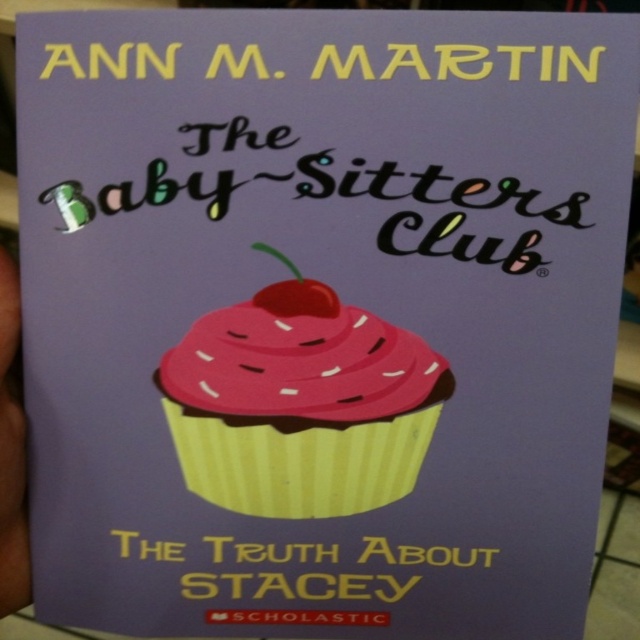 ANN M. MARTIN
The
Baby~Sitters
Club®
THE TRUTH ABOUT
STACEY
SCHOLASTIC